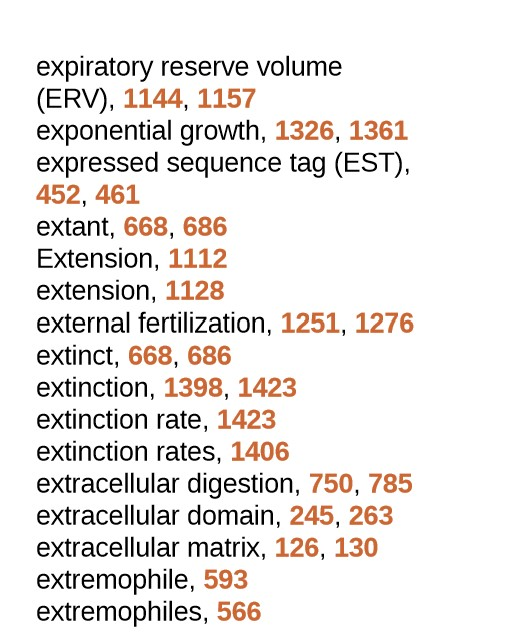 expiratory reserve volume
(ERV), 1144, 1157
exponential growth, 1326, 1361
expressed sequence tag (EST),
452, 461
extant, 668, 686
Extension, 1112
extension, 1128
external fertilization, 1251, 1276
extinct, 668, 686
extinction, 1398, 1423
extinction rate, 1423
extinction rates, 1406
extracellular digestion, 750, 785
extracellular domain, 245, 263
extracellular matrix, 126, 130
extremophile, 593
extremophiles, 566